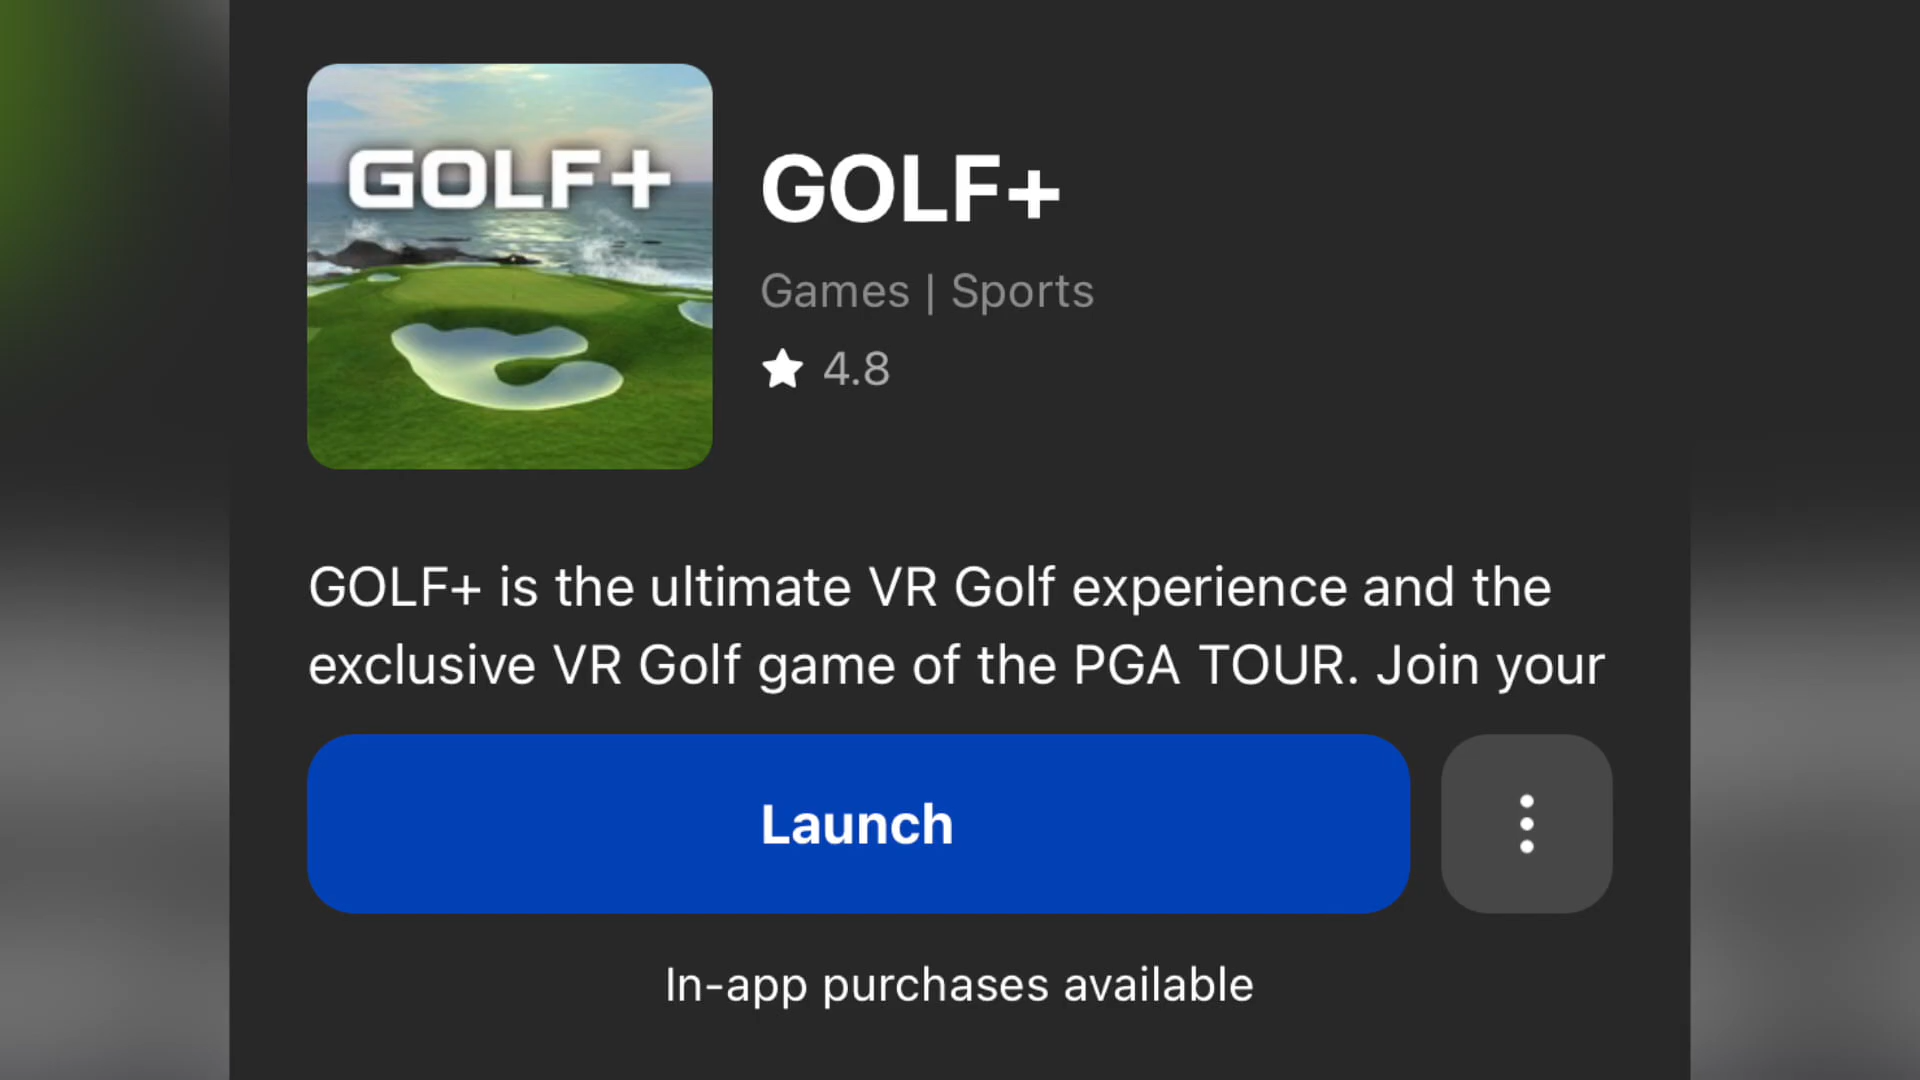 GOLF+
GOLF+
Games | Sports
4.8
GOLF+ is the ultimate VR Golf experience and the
exclusive VR Golf game of the PGA TOUR. Join your
Launch
In-app purchases available